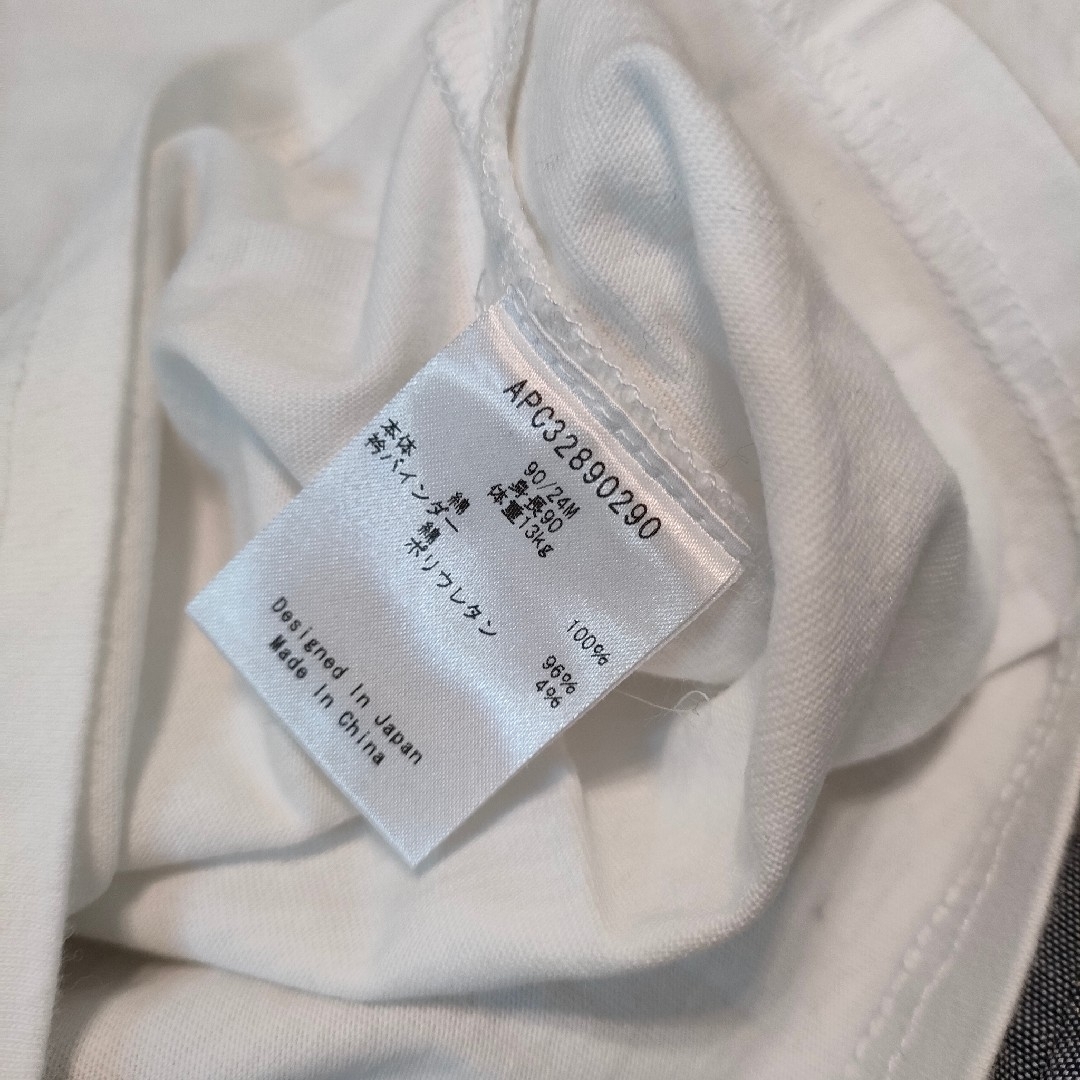 APC32890290
90/24M
身長90
体重13kg
本体 綿 100%
衿バインダー 綿 96%
ポリウレタン 4%
Designed In Japan
Made In China